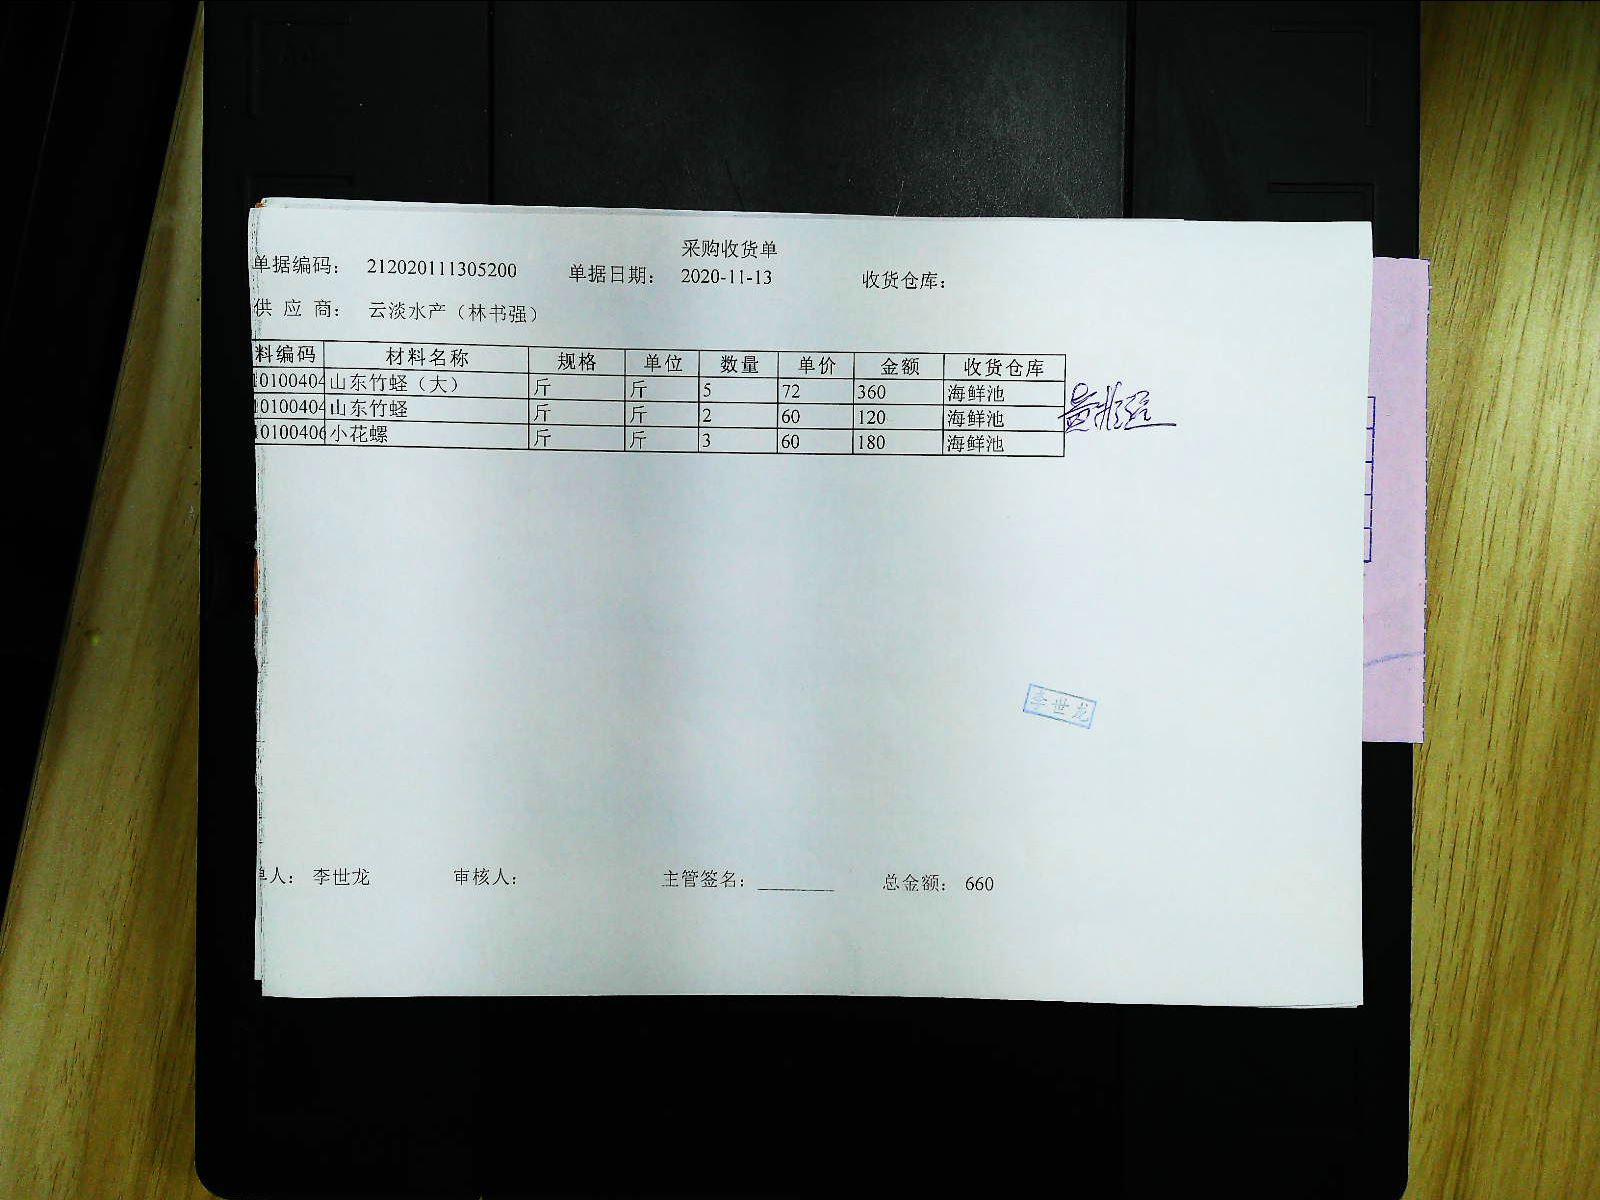 采购收货单
单据编码： 212020111305200 单据日期： 2020-11-13 收货仓库：
供 应 商： 云淡水产（林书强）
料编码 材料名称 规格 单位 数量 单价 金额 收货仓库
10100404 山东竹蛏（大） 斤 斤 5 72 360 海鲜池
10100404 山东竹蛏 斤 斤 2 60 120 海鲜池
10100406 小花螺 斤 斤 3 60 180 海鲜池
李世龙
单人： 李世龙 审核人： 主管签名：________ 总金额： 660